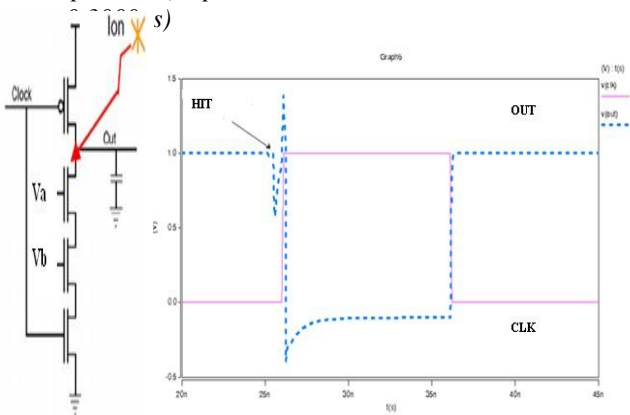 s)
Ion
Clock
Out
Va
Vb
Graph5
(V) : t(s)
v(clk)
v(out)
HIT
OUT
CLK
1.5
1.0
0.5
0.0
-0.5
(V)
20n
25n
30n
35n
40n
45n
t(s)